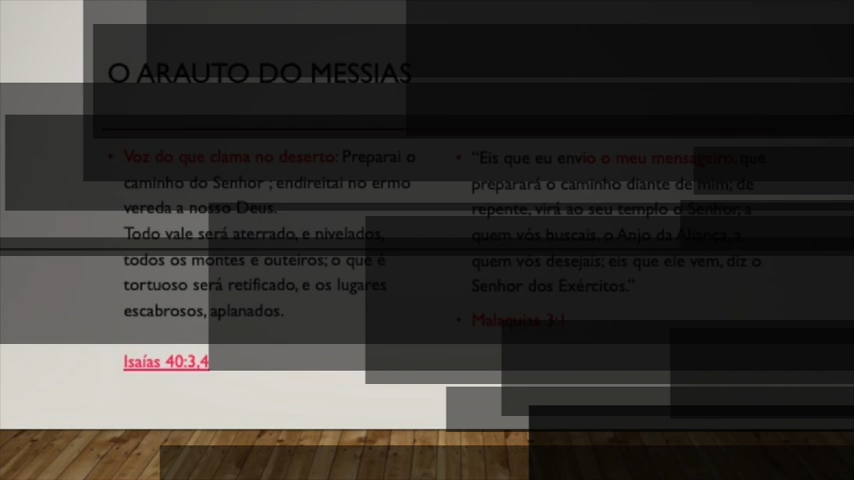 O ARAUTO DO MESSIAS
• Voz do que clama no deserto: Preparai o
caminho do Senhor ; endireitai no ermo
vereda a nosso Deus.
Todo vale será aterrado, e nivelados,
todos os montes e outeiros; o que é
tortuoso será retificado, e os lugares
escabrosos, aplanados.
Isaías 40:3,4
• “Eis que eu envio o meu mensageiro, que
preparará o caminho diante de mim; de
repente, virá ao seu templo o Senhor, a
quem vós buscais, o Anjo da Aliança, a
quem vós desejais; eis que ele vem, diz o
Senhor dos Exércitos.”
• Malaquias 3:1